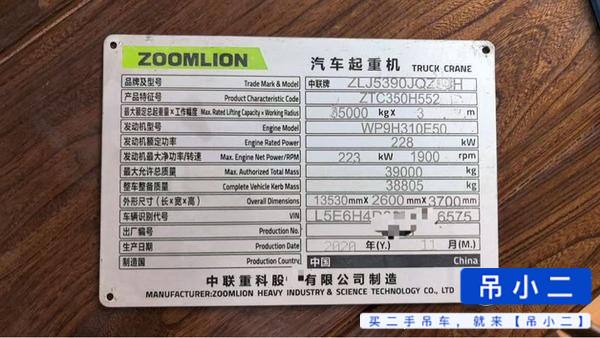 ZOOMLION 汽车起重机 TRUCK CRANE
品牌及型号 Trade Mark & Model 中联牌 ZLJ5390JQZ
产品特征号 Product Characteristic Code ZTC350H552
最大额定总起重量×工作幅度 Max. Rated Lifting Capacity × Working Radius 35000 kg X 3 m
发动机型号 Engine Model WP9H310E50
发动机额定功率 Engine Rated Power 228 kW
发动机最大净功率/转速 Max. Engine Net Power/RPM 223 kW 1900 rpm
最大允许总质量 Max. Authorized Total Mass 39000 kg
整车整备质量 Complete Vehicle Kerb Mass 38805 kg
外形尺寸（长×宽×高） Overall Dimensions 13530mmX 2600 mmX 3700 mm
车辆识别代号 VIN L5E6H4 6575
出厂编号 Production No.
生产日期 Production Date 2020 年(Y.) 11 月(M.)
制造国 Production Country 中国 China
中联重科股 有限公司制造
MANUFACTURER:ZOOMLION HEAVY INDUSTRY & SCIENCE TECHNOLOGY CO., LTD
吊小二
买二手吊车，就来【吊小二】